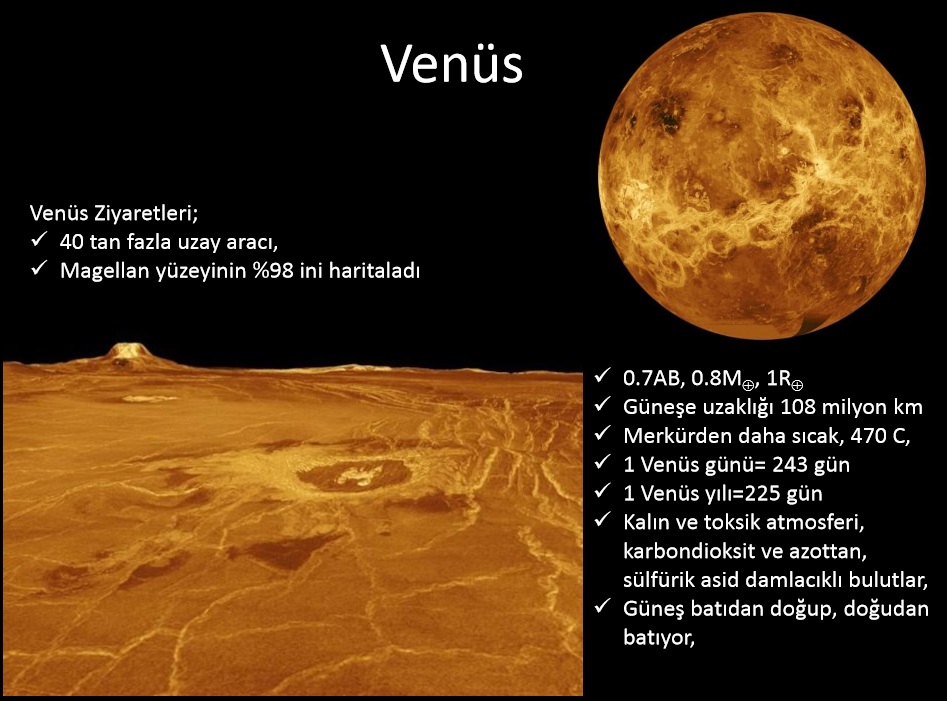 Venüs
Venüs Ziyaretleri;
✓ 40 tan fazla uzay aracı,
✓ Magellan yüzeyinin %98 ini haritaladı
✓ 0.7AB, 0.8M⊕, 1R⊕
✓ Güneşe uzaklığı 108 milyon km
✓ Merkürden daha sıcak, 470 C,
✓ 1 Venüs günü= 243 gün
✓ 1 Venüs yılı=225 gün
✓ Kalın ve toksik atmosferi,
karbondioksit ve azottan,
sülfürik asid damlacıklı bulutlar,
✓ Güneş batıdan doğup, doğudan
batıyor,